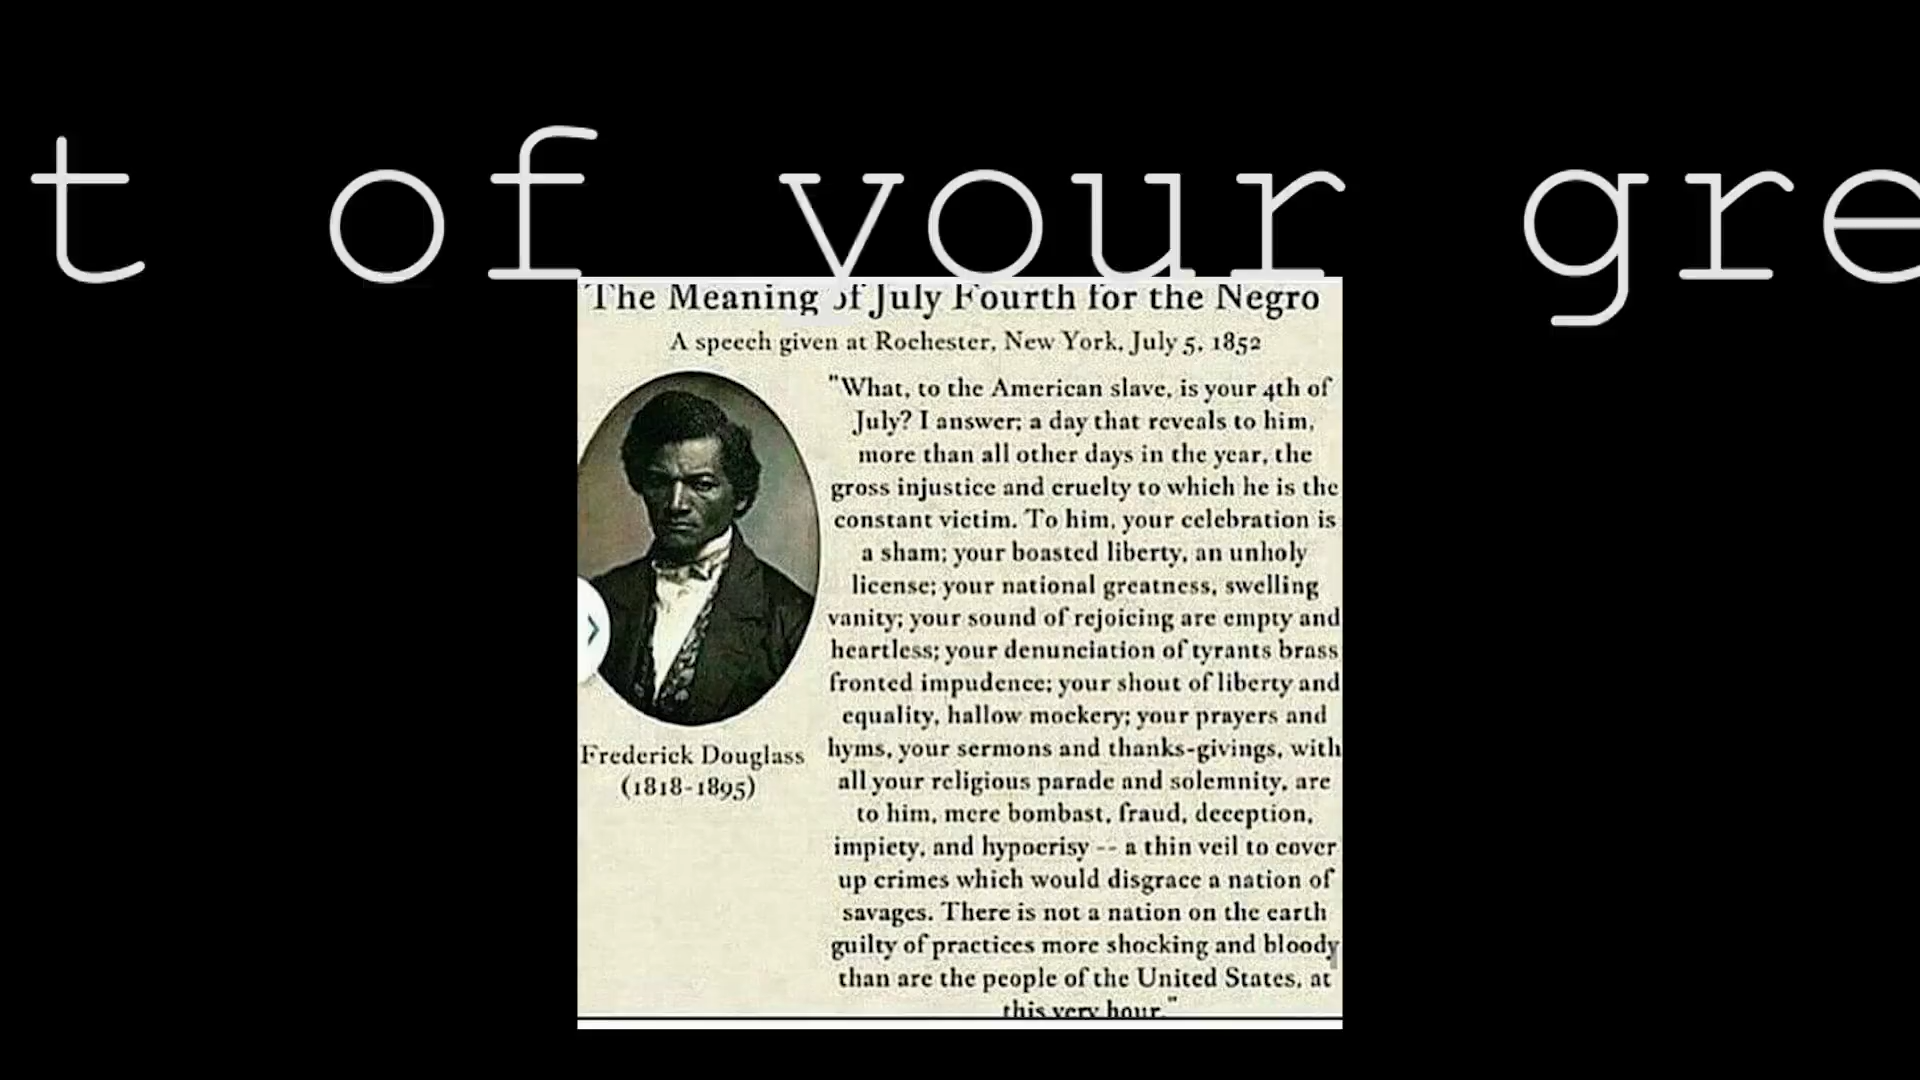 t of your gre
The Meaning of July Fourth for the Negro
A speech given at Rochester, New York, July 5, 1852
"What, to the American slave, is your 4th of
July? I answer: a day that reveals to him,
more than all other days in the year, the
gross injustice and cruelty to which he is the
constant victim. To him, your celebration is
a sham; your boasted liberty, an unholy
license; your national greatness, swelling
vanity; your sound of rejoicing are empty and
heartless; your denunciation of tyrants brass
fronted impudence; your shout of liberty and
equality, hallow mockery; your prayers and
hyms, your sermons and thanks-givings, with
all your religious parade and solemnity, are
to him, mere bombast, fraud, deception,
impiety, and hypocrisy -- a thin veil to cover
up crimes which would disgrace a nation of
savages. There is not a nation on the earth
guilty of practices more shocking and bloody
than are the people of the United States, at
this very hour."
Frederick Douglass
(1818-1895)